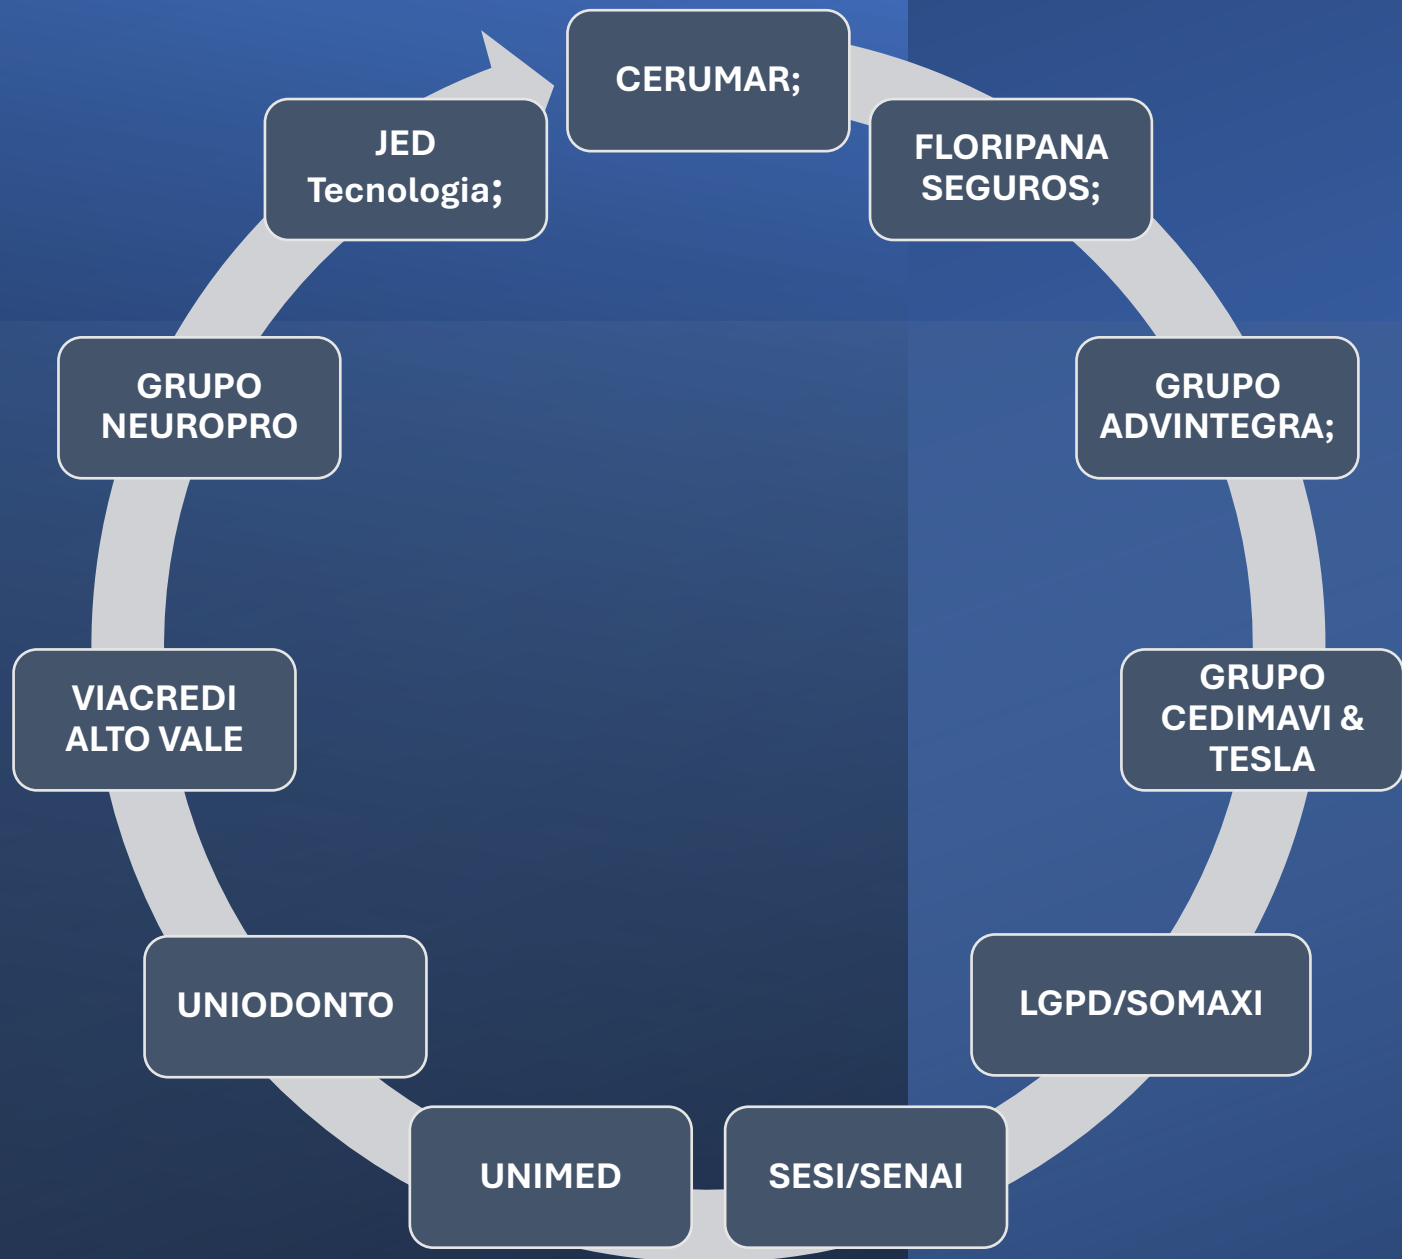 CERUMAR;
FLORIPANA
SEGUROS;
GRUPO
ADVINTEGRA;
GRUPO
CEDIMAVI &
TESLA
LGPD/SOMAXI
SESI/SENAI
UNIMED
UNIODONTO
VIACREDI
ALTO VALE
GRUPO
NEUROPRO
JED
Tecnologia;